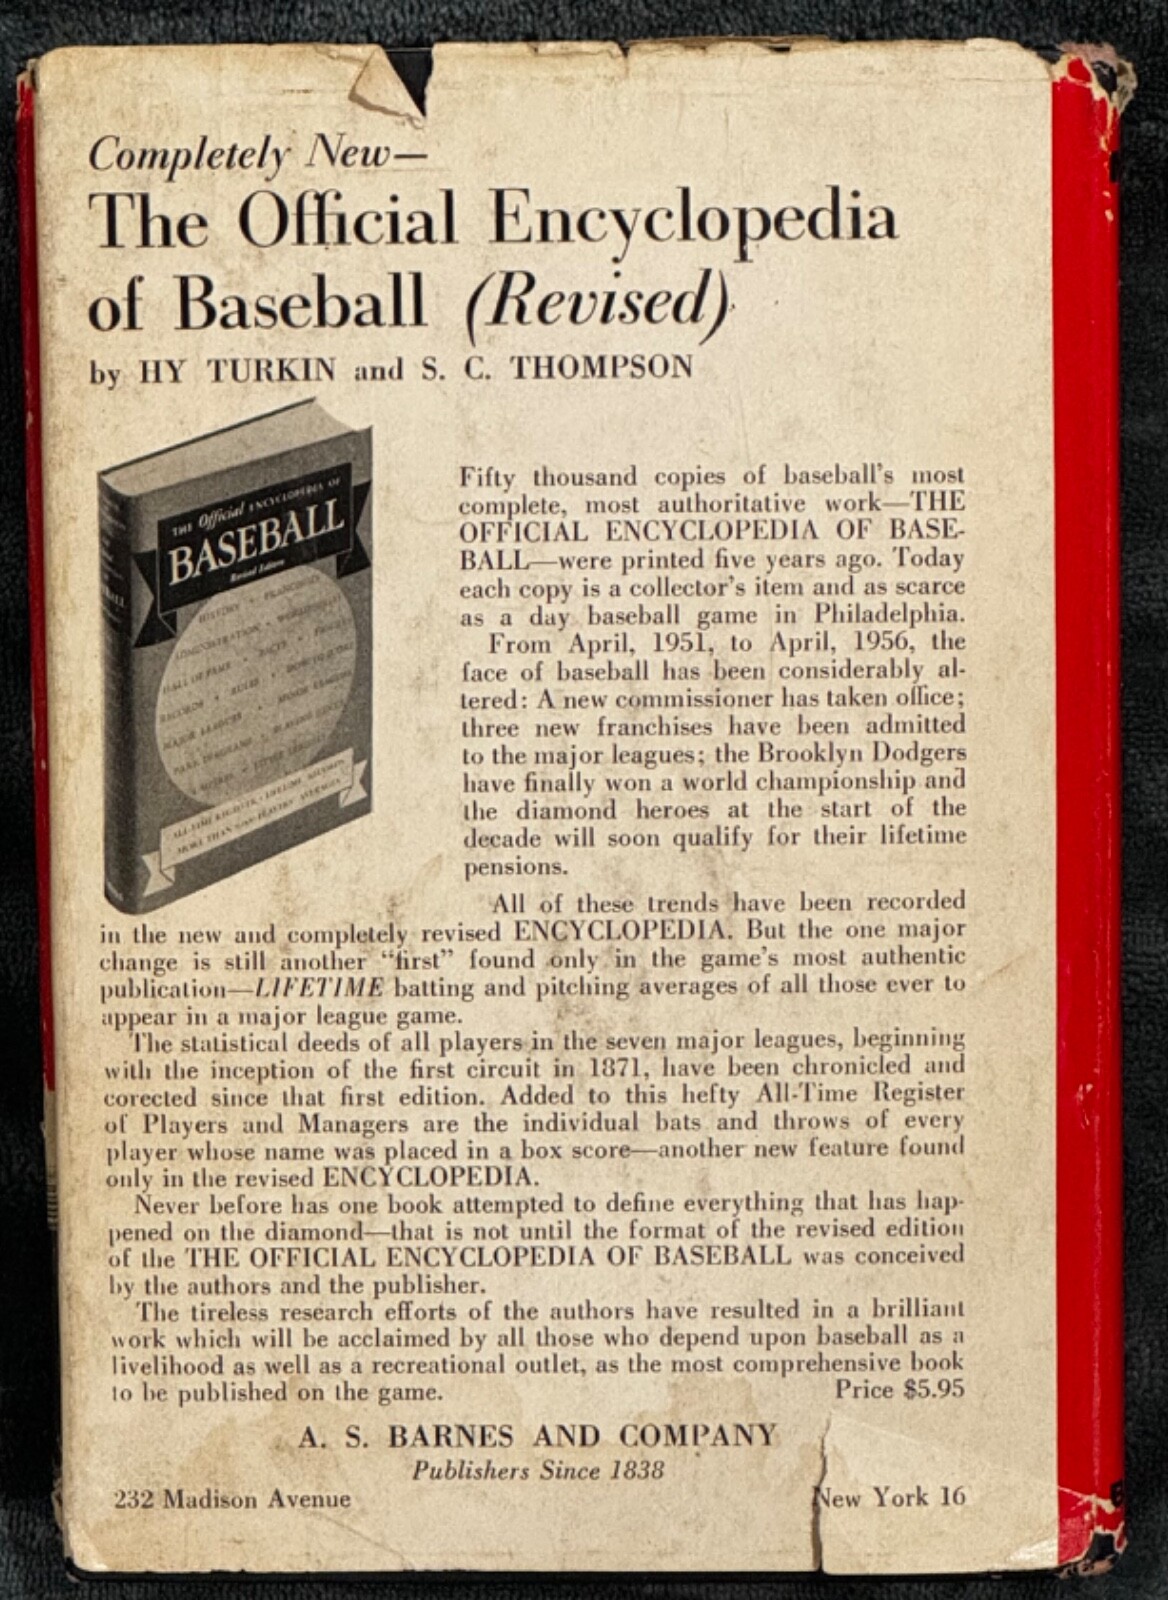 Completely New—
The Official Encyclopedia
of Baseball (Revised)
by HY TURKIN and S. C. THOMPSON
THE Official ENCYCLOPEDIA OF
BASEBALL
Revised Edition
HISTORY • FRANCHISES
ADMINISTRATION •
HALL OF FAME •
RECORDS • RULES •
MAJOR LEAGUES •
Fifty thousand copies of baseball's most
complete, most authoritative work—THE
OFFICIAL ENCYCLOPEDIA OF BASE-
BALL—were printed five years ago. Today
each copy is a collector's item and as scarce
as a day baseball game in Philadelphia.
From April, 1951, to April, 1956, the
face of baseball has been considerably al-
tered: A new commissioner has taken office;
three new franchises have been admitted
to the major leagues; the Brooklyn Dodgers
have finally won a world championship and
the diamond heroes at the start of the
decade will soon qualify for their lifetime
pensions.
All of these trends have been recorded
in the new and completely revised ENCYCLOPEDIA. But the one major
change is still another "first" found only in the game's most authentic
publication—LIFETIME batting and pitching averages of all those ever to
appear in a major league game.
The statistical deeds of all players in the seven major leagues, beginning
with the inception of the first circuit in 1871, have been chronicled and
corected since that first edition. Added to this hefty All-Time Register
of Players and Managers are the individual bats and throws of every
player whose name was placed in a box score—another new feature found
only in the revised ENCYCLOPEDIA.
Never before has one book attempted to define everything that has hap-
pened on the diamond—that is not until the format of the revised edition
of the THE OFFICIAL ENCYCLOPEDIA OF BASEBALL was conceived
by the authors and the publisher.
The tireless research efforts of the authors have resulted in a brilliant
work which will be acclaimed by all those who depend upon baseball as a
livelihood as well as a recreational outlet, as the most comprehensive book
to be published on the game. Price $5.95
A. S. BARNES AND COMPANY
Publishers Since 1838
232 Madison Avenue New York 16